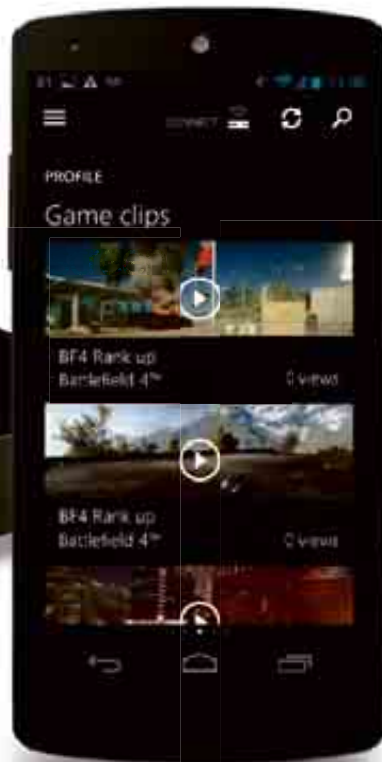 PROFILE
Game clips
BF4 Rank up
Battlefield 4™
0 views
BF4 Rank up
Battlefield 4™
0 views